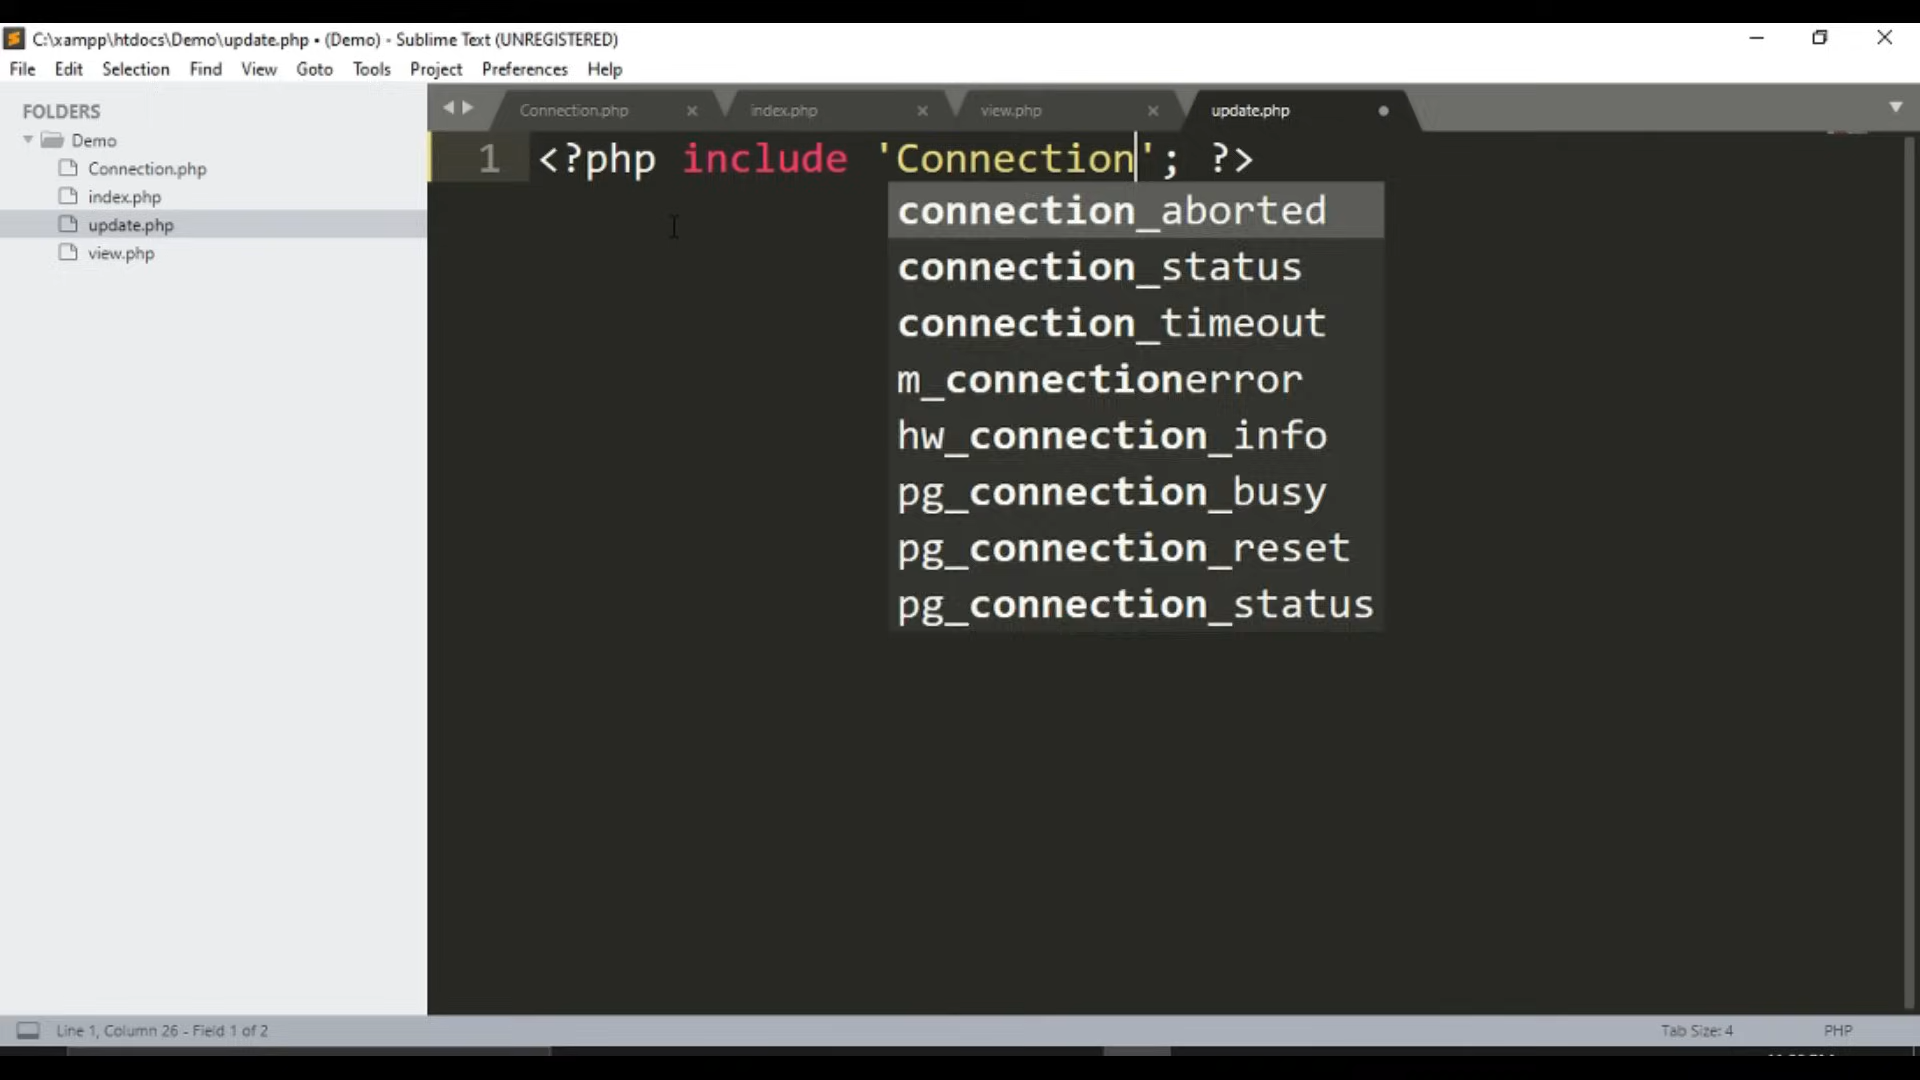 C:\xampp\htdocs\Demo\update.php • (Demo) - Sublime Text (UNREGISTERED)
File Edit Selection Find View Goto Tools Project Preferences Help
FOLDERS
Demo
Connection.php
index.php
update.php
view.php
Connection.php index.php view.php update.php
1 <?php include 'Connection'; ?>
connection_aborted
connection_status
connection_timeout
m_connectionerror
hw_connection_info
pg_connection_busy
pg_connection_reset
pg_connection_status
Line 1, Column 26 - Field 1 of 2 Tab Size: 4 PHP